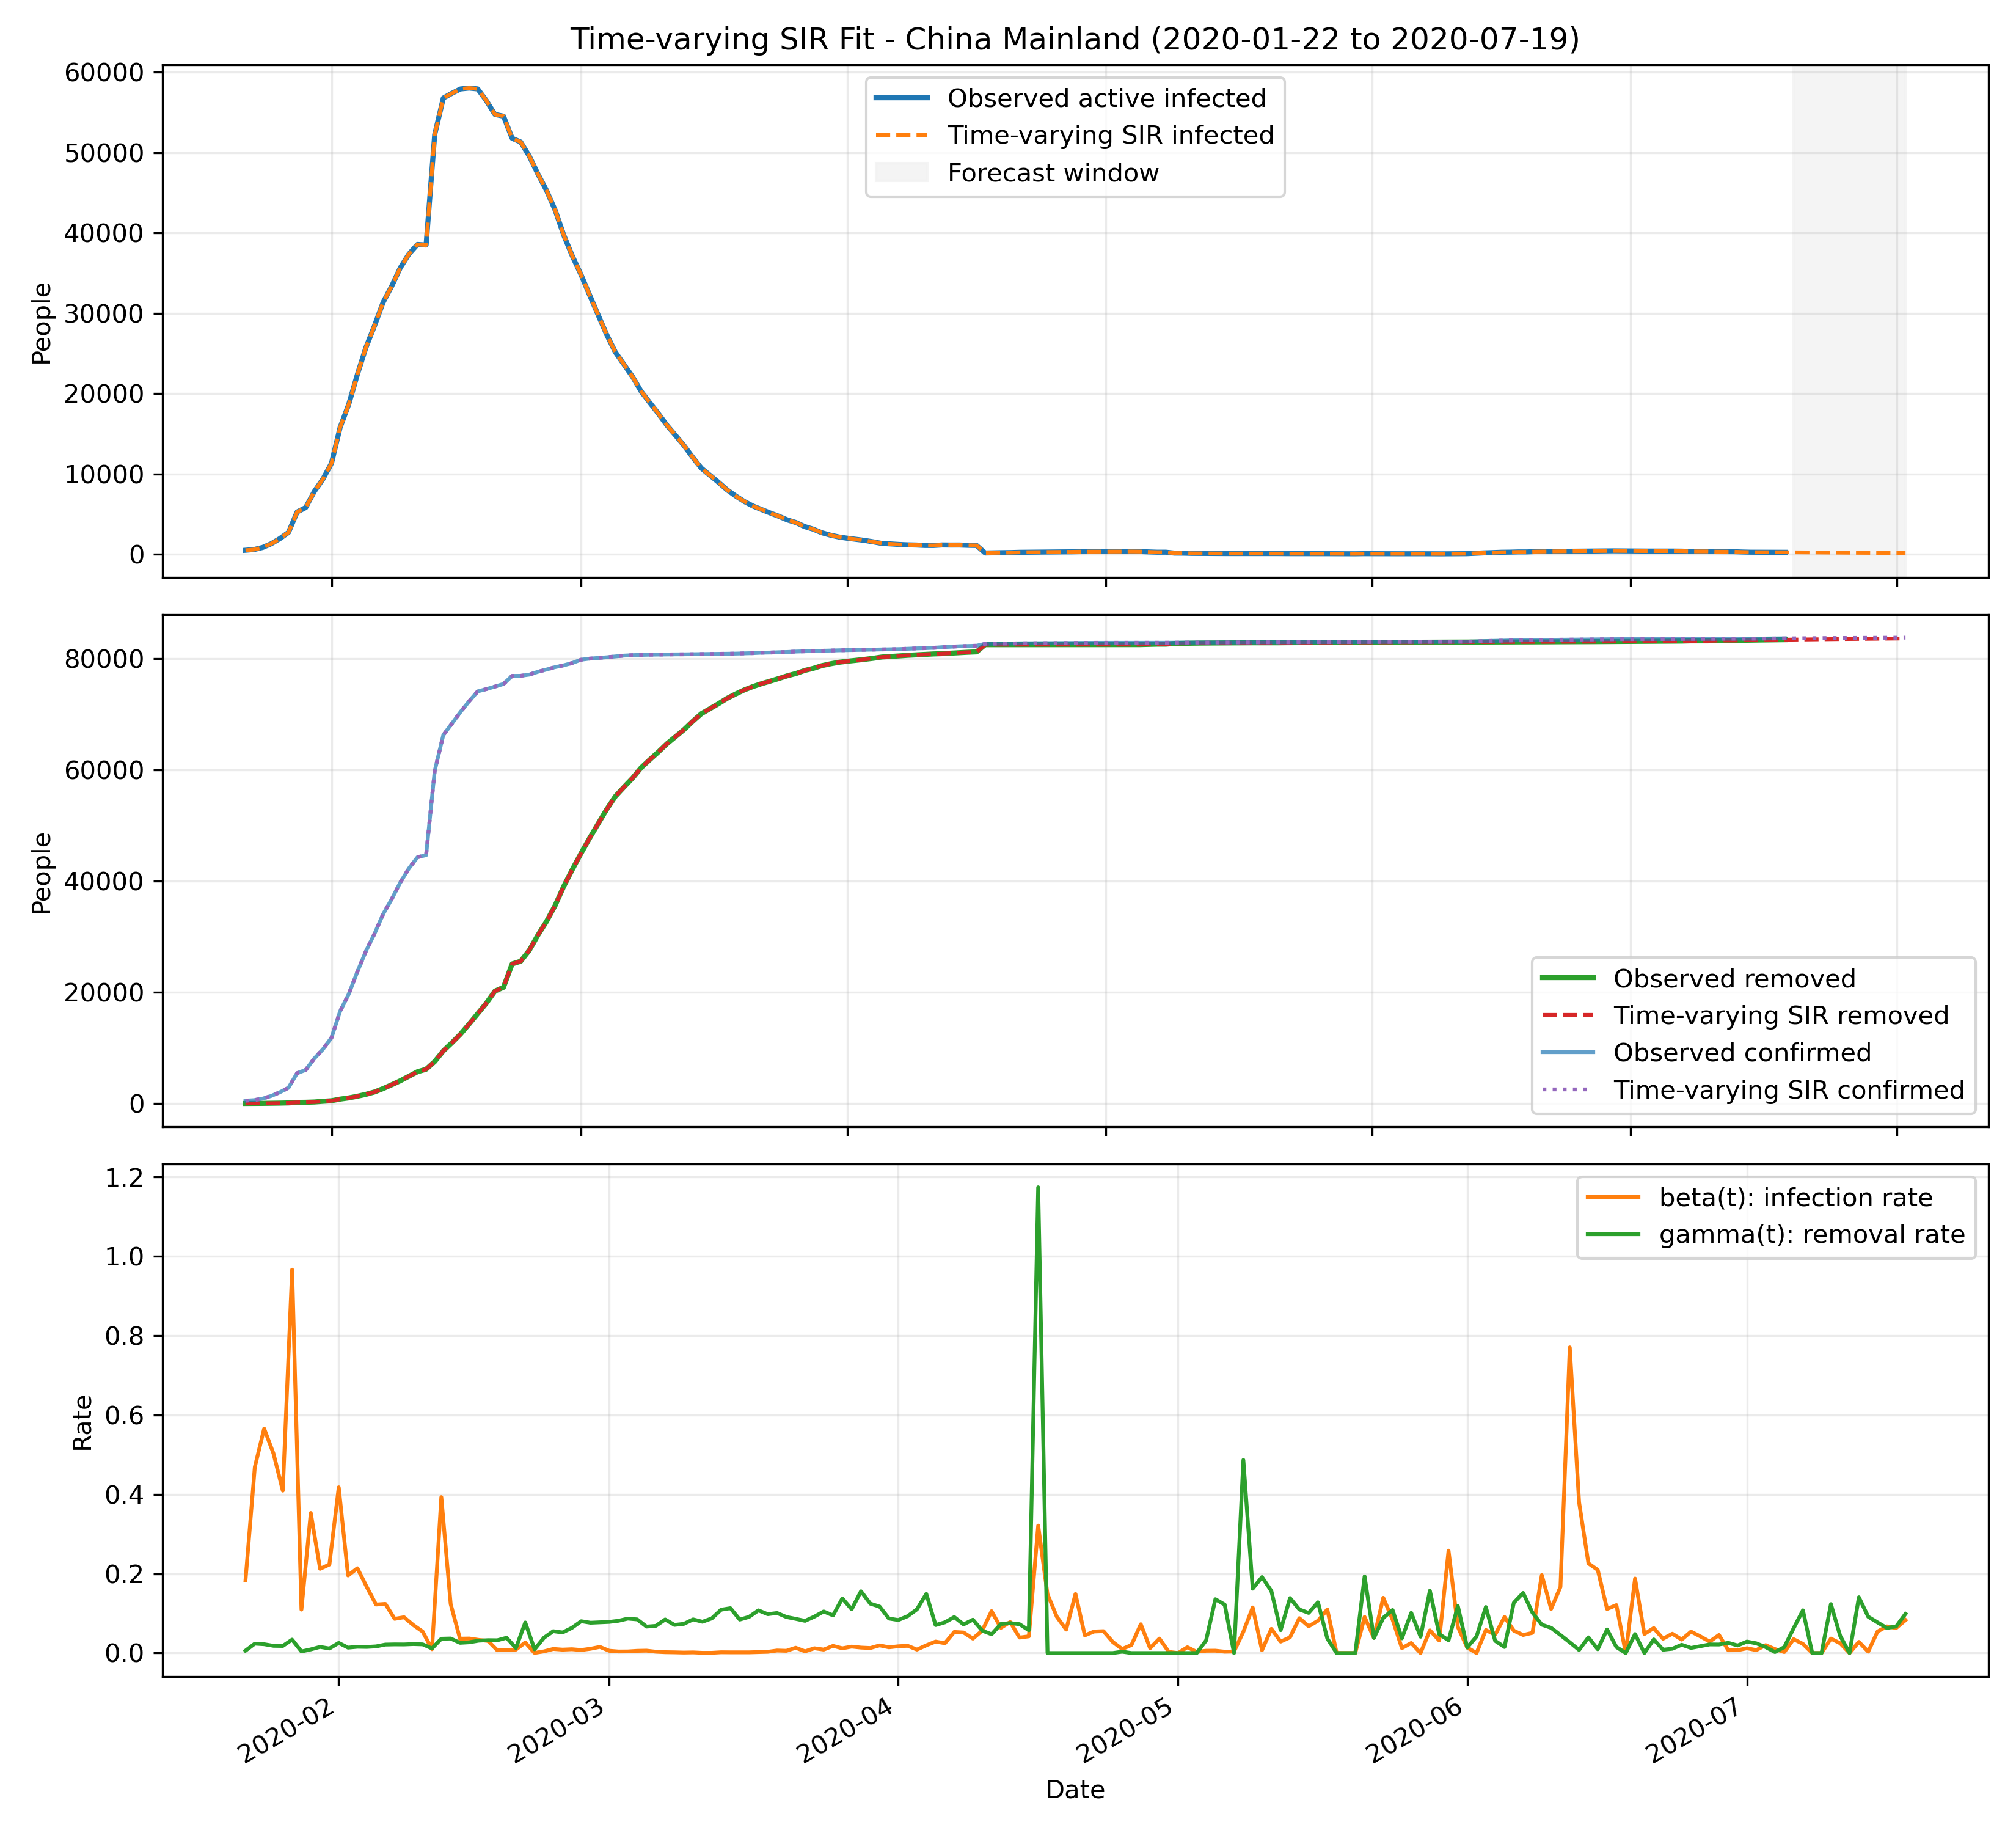 Time-varying SIR Fit - China Mainland (2020-01-22 to 2020-07-19)
60000
50000
40000
30000
20000
10000
0
People
Observed active infected
Time-varying SIR infected
Forecast window
80000
60000
40000
20000
0
People
Observed removed
Time-varying SIR removed
Observed confirmed
Time-varying SIR confirmed
1.2
1.0
0.8
0.6
0.4
0.2
0.0
Rate
beta(t): infection rate
gamma(t): removal rate
2020-02
2020-03
2020-04
2020-05
2020-06
2020-07
Date